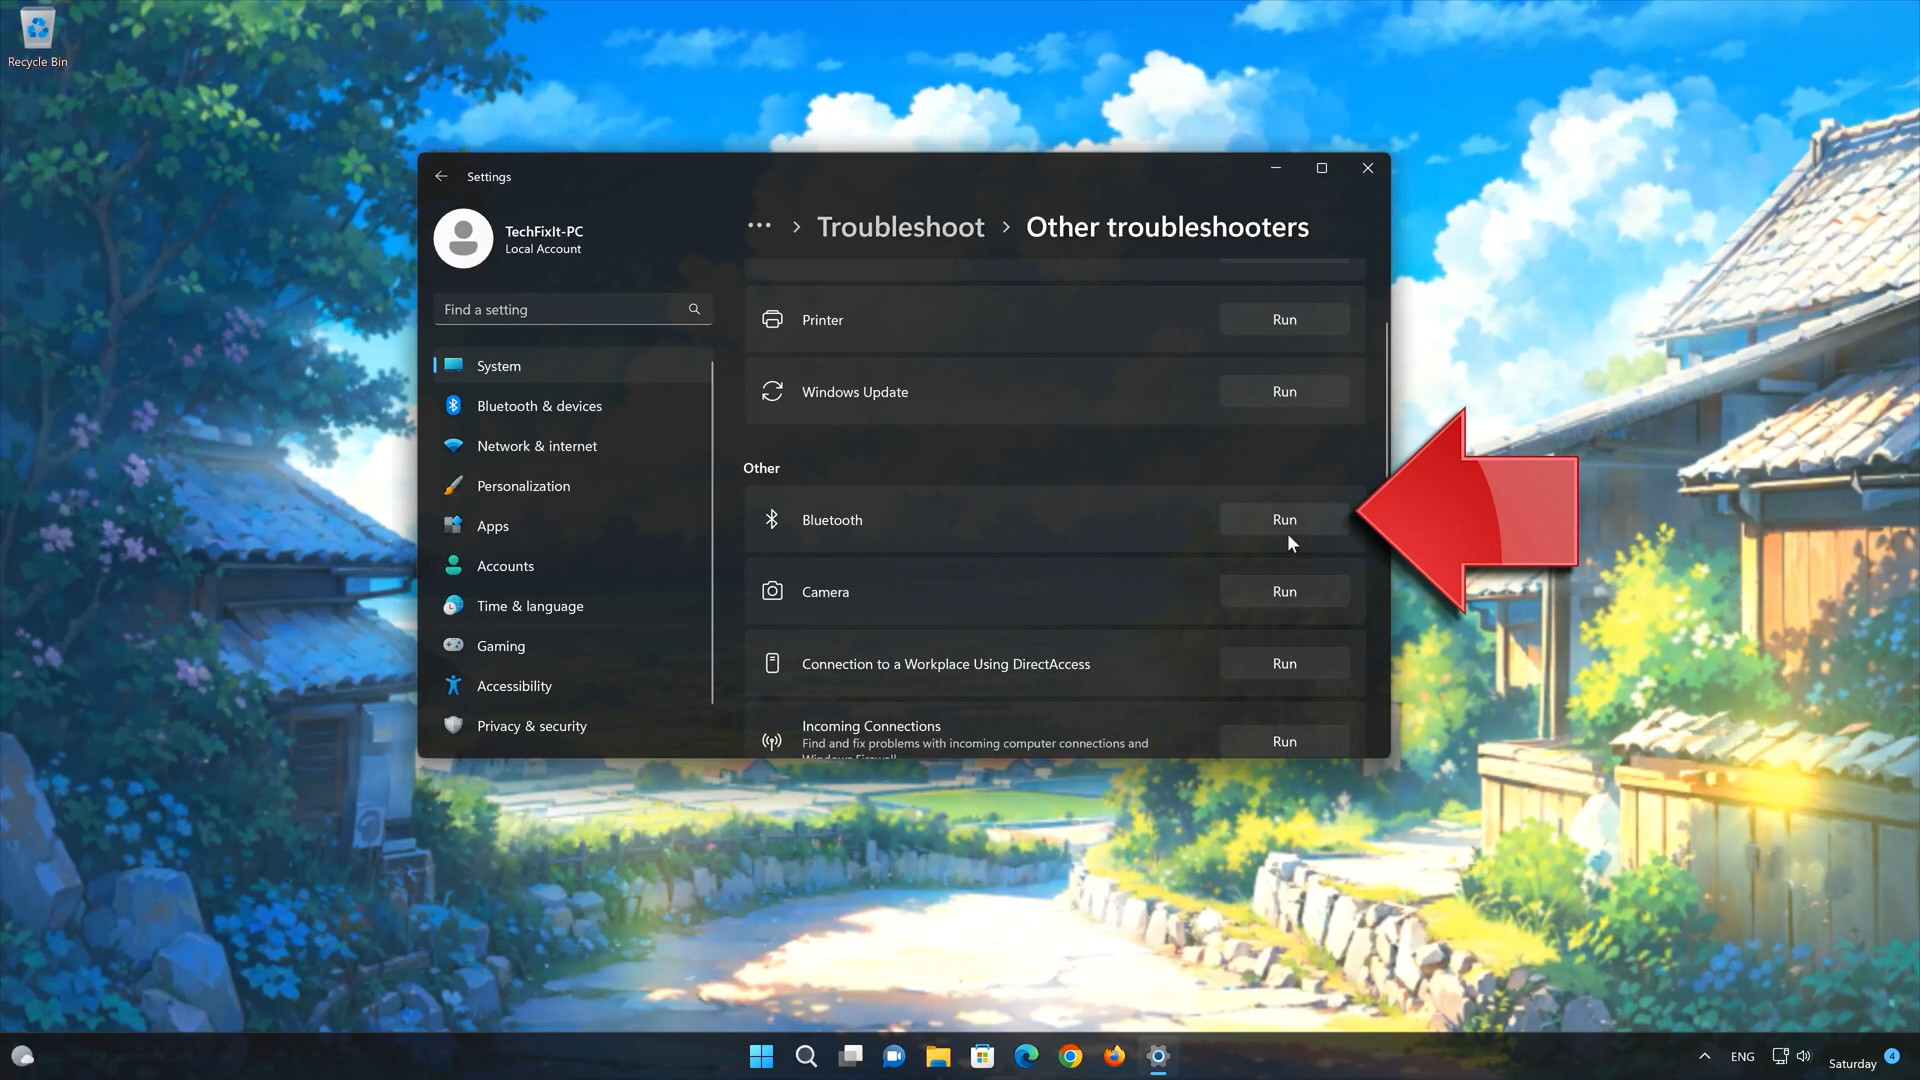 Recycle Bin
Settings
TechFixIt-PC
Local Account
Find a setting
System
Bluetooth & devices
Network & internet
Personalization
Apps
Accounts
Time & language
Gaming
Accessibility
Privacy & security
... > Troubleshoot > Other troubleshooters
Printer Run
Windows Update Run
Other
Bluetooth Run
Camera Run
Connection to a Workplace Using DirectAccess Run
Incoming Connections
Find and fix problems with incoming computer connections and
Windows Firewall
Run
ENG
Saturday 4